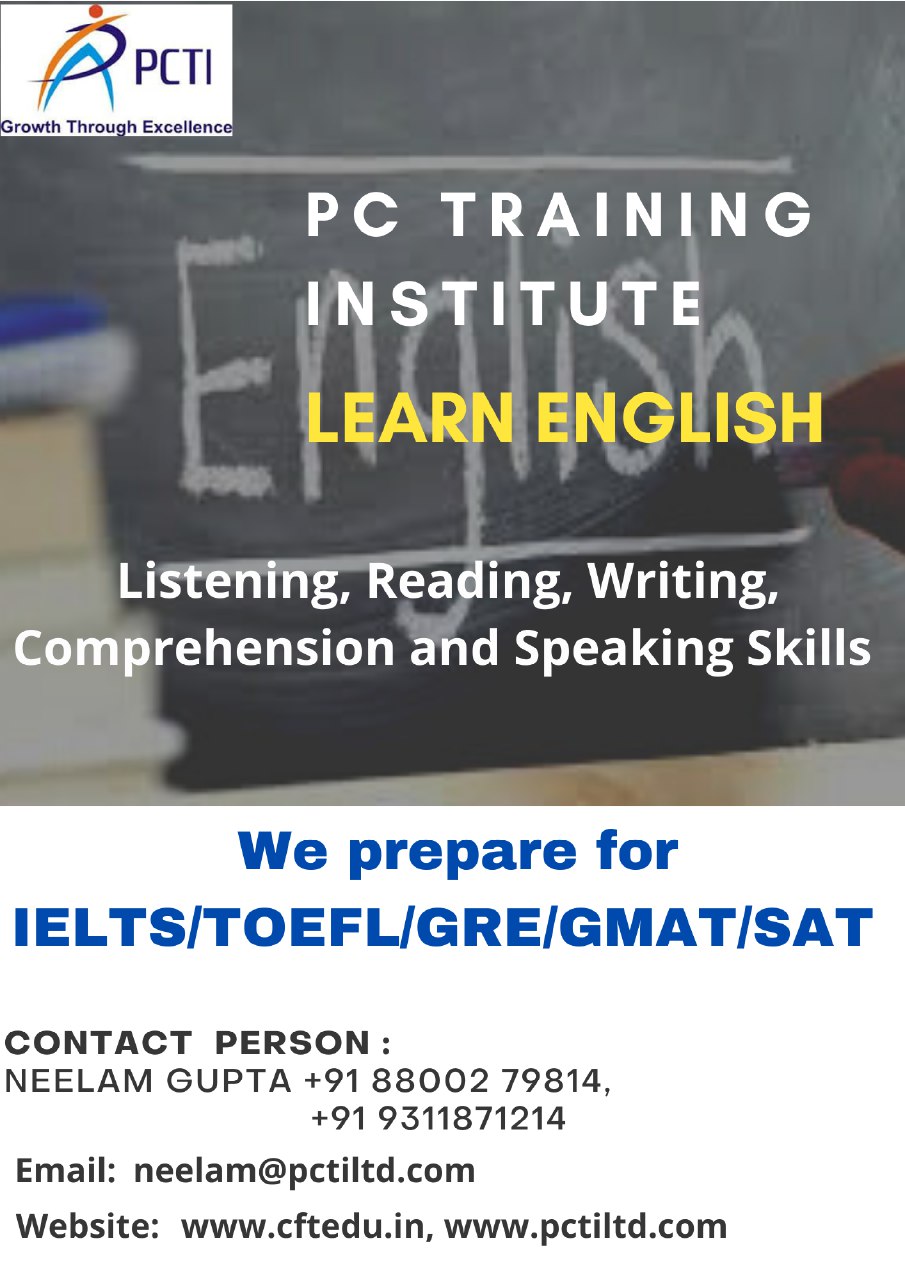 PCTI
Growth Through Excellence
PC TRAINING
INSTITUTE
English
LEARN ENGLISH
Listening, Reading, Writing,
Comprehension and Speaking Skills
We prepare for
IELTS/TOEFL/GRE/GMAT/SAT
CONTACT PERSON :
NEELAM GUPTA +91 88002 79814,
+91 9311871214
Email: neelam@pctiltd.com
Website: www.cftedu.in, www.pctiltd.com